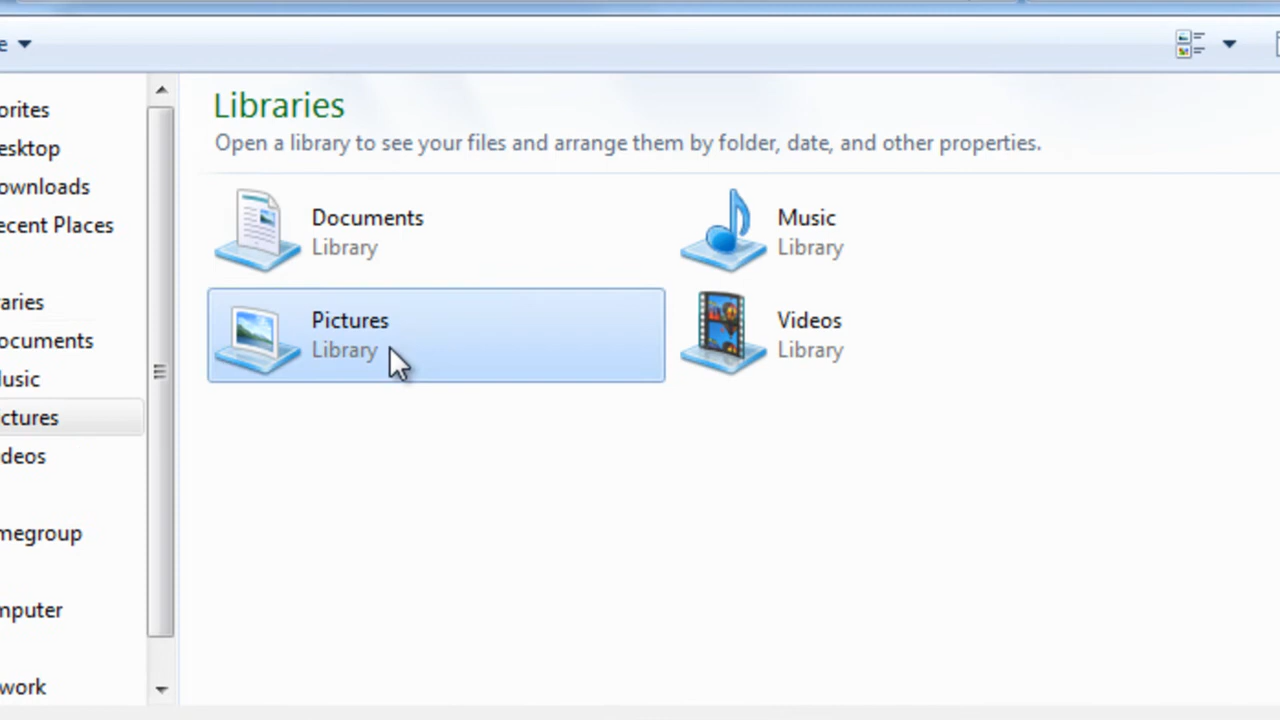 e
orites
esktop
ownloads
ecent Places
aries
ocuments
usic
ctures
deos
megroup
mputer
work
Libraries
Open a library to see your files and arrange them by folder, date, and other properties.
Documents
Library
Music
Library
Pictures
Library
Videos
Library